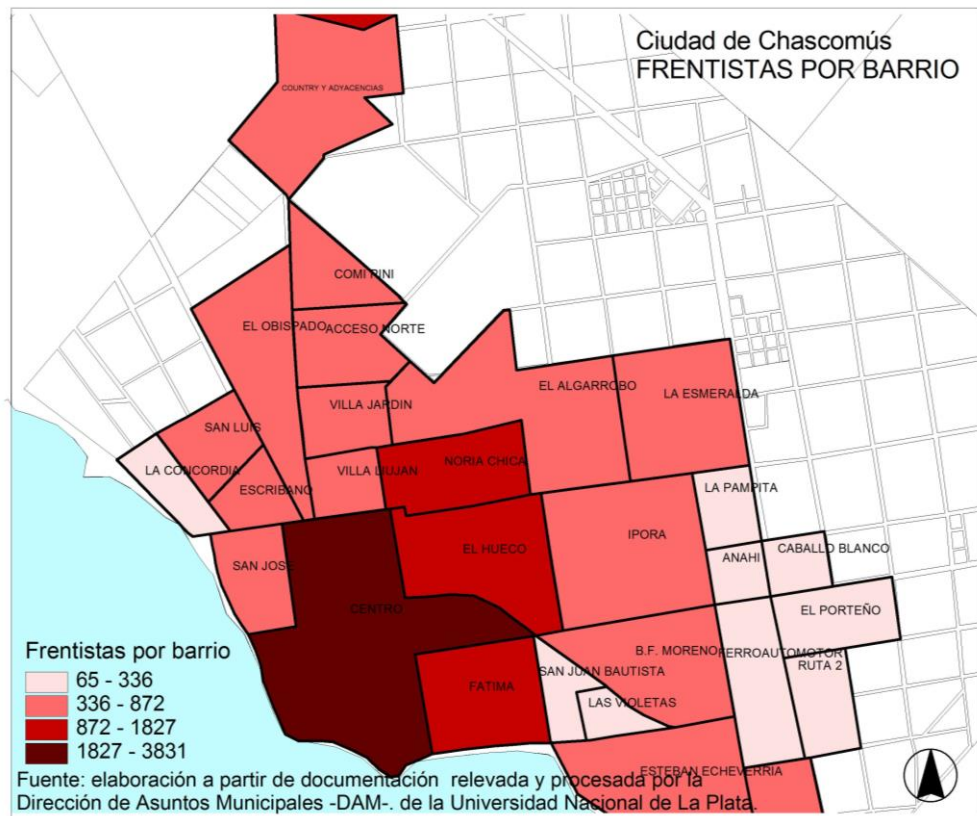 Ciudad de Chascomús
FRENTISTAS POR BARRIO
COUNTRY Y ADYACENCIAS
COMI PINI
EL OBISPADO
ACCESO NORTE
EL ALGARROBO
LA ESMERALDA
VILLA JARDIN
SAN LUIS
LA CONCORDIA
VILLA LUJAN
NORIA CHICA
ESCRIBANO
LA PAMPITA
IPORA
EL HUECO
CABALLO BLANCO
ANAHI
SAN JOSE
CENTRO
EL PORTEÑO
B.F. MORENO
FERROAUTOMOTOR
RUTA 2
SAN JUAN BAUTISTA
FATIMA
LAS VIOLETAS
ESTEBAN ECHEVERRIA
Frentistas por barrio
65 - 336
336 - 872
872 - 1827
1827 - 3831
Fuente: elaboración a partir de documentación relevada y procesada por la
Dirección de Asuntos Municipales -DAM-. de la Universidad Nacional de La Plata.